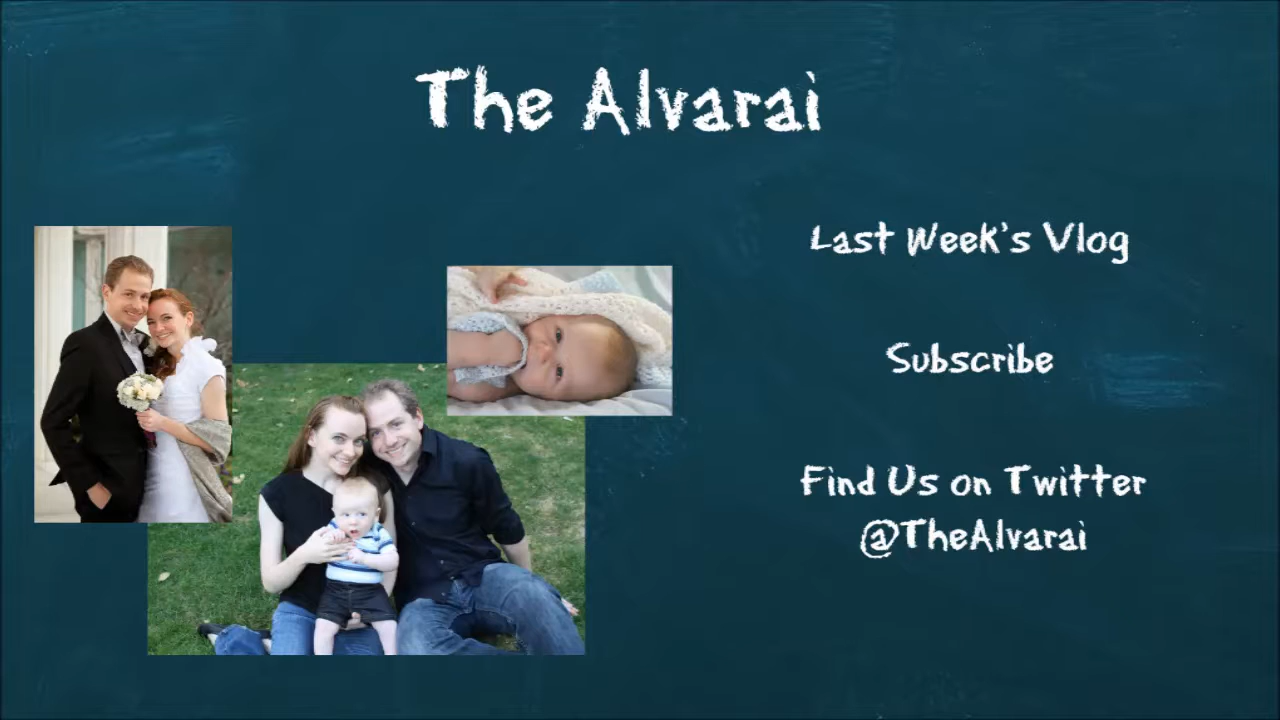 The Alvarai
Last Week's Vlog
Subscribe
Find Us on Twitter
@TheAlvarai